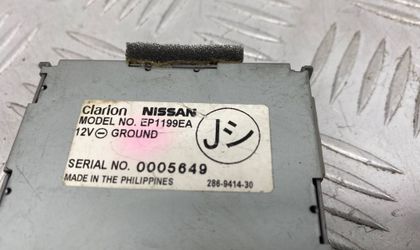 Clarion NISSAN
MODEL NO. EP1199EA
12V ⊖ GROUND
Jシ
SERIAL NO. 0005649
MADE IN THE PHILIPPINES 286-9414-30